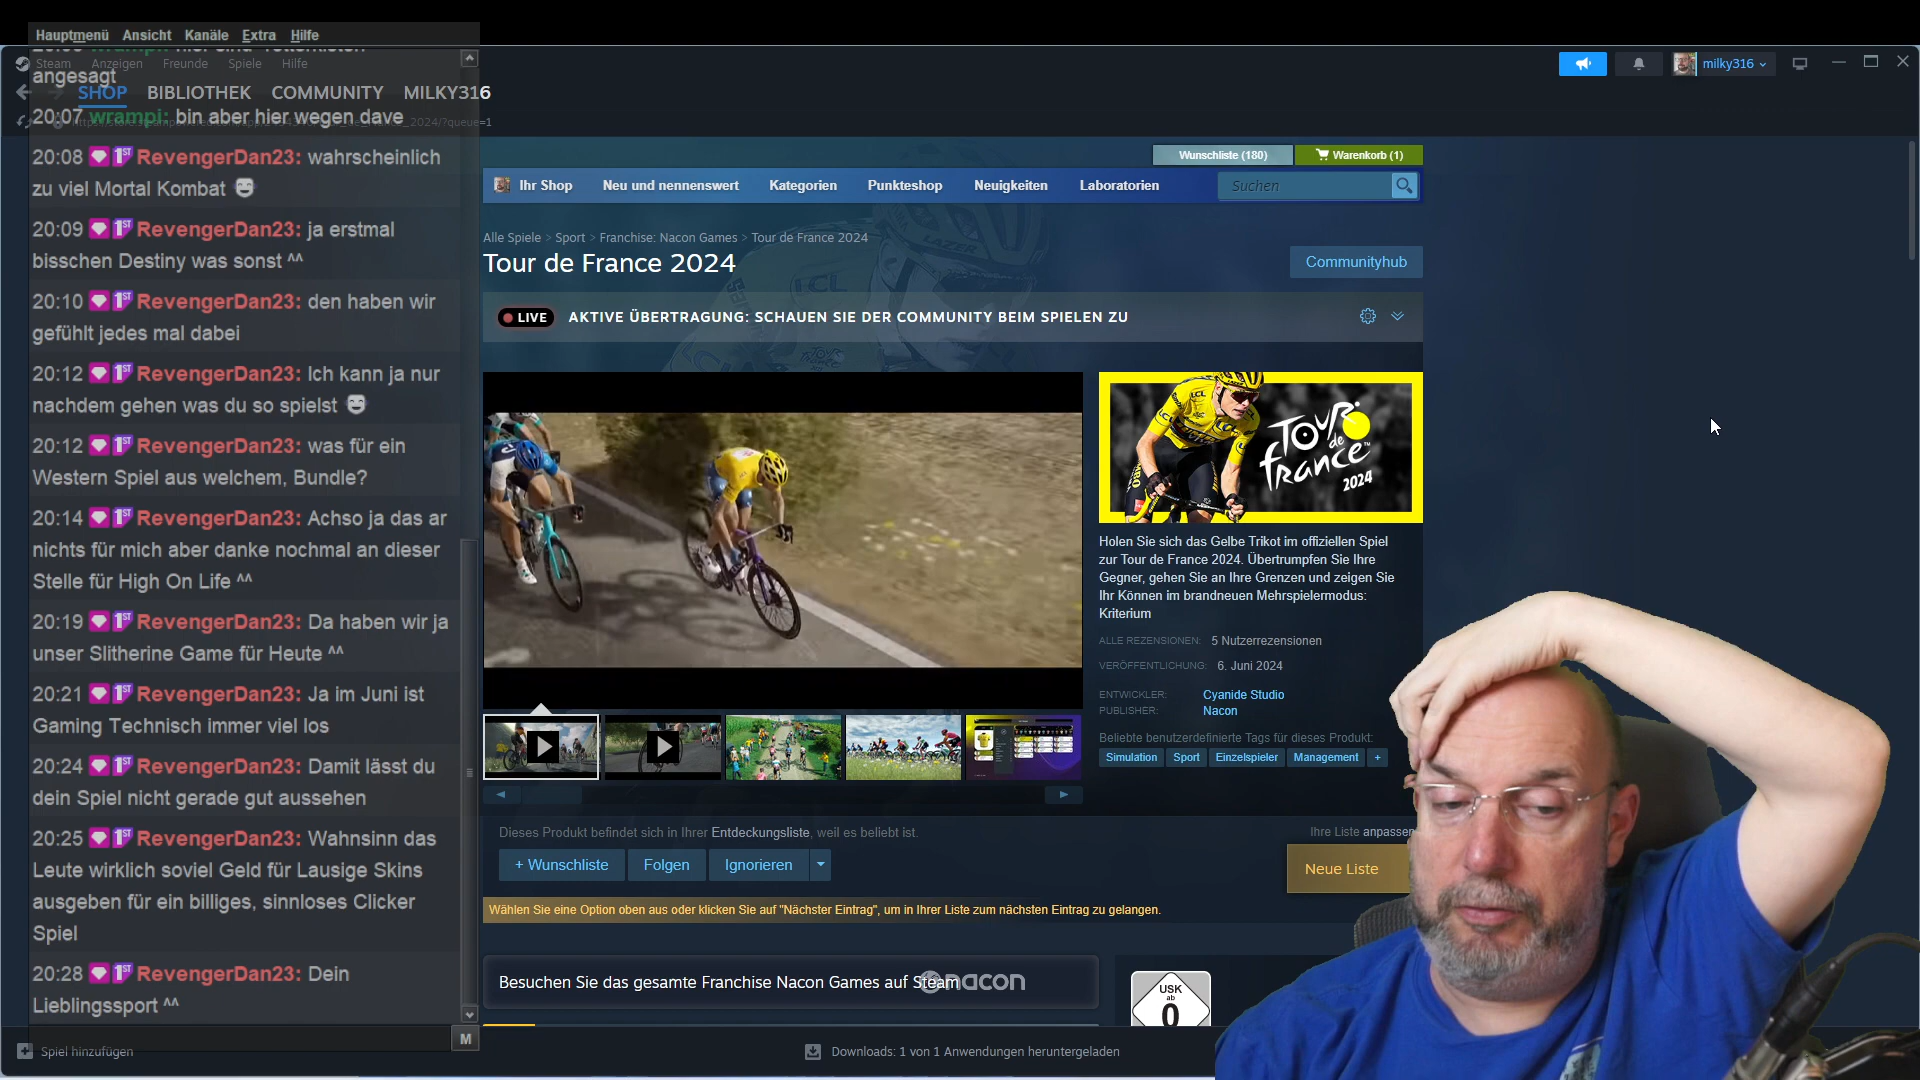 Hauptmenü Ansicht Kanäle Extra Hilfe
angesagt
20:07 wrampi: bin aber hier wegen dave
20:08 RevengerDan23: wahrscheinlich
zu viel Mortal Kombat
20:09 RevengerDan23: ja erstmal
bisschen Destiny was sonst ^^
20:10 RevengerDan23: den haben wir
gefühlt jedes mal dabei
20:12 RevengerDan23: Ich kann ja nur
nachdem gehen was du so spielst
20:12 RevengerDan23: was für ein
Western Spiel aus welchem, Bundle?
20:14 RevengerDan23: Achso ja das ar
nichts für mich aber danke nochmal an dieser
Stelle für High On Life ^^
20:19 RevengerDan23: Da haben wir ja
unser Slitherine Game für Heute ^^
20:21 RevengerDan23: Ja im Juni ist
Gaming Technisch immer viel los
20:24 RevengerDan23: Damit lässt du
dein Spiel nicht gerade gut aussehen
20:25 RevengerDan23: Wahnsinn das
Leute wirklich soviel Geld für Lausige Skins
ausgeben für ein billiges, sinnloses Clicker
Spiel
20:28 RevengerDan23: Dein
Lieblingssport ^^
M
Steam Anzeigen Freunde Spiele Hilfe
milky316
SHOP BIBLIOTHEK COMMUNITY MILKY316
_2024/?queue=1
Wunschliste (180) Warenkorb (1)
Ihr Shop Neu und nennenswert Kategorien Punkteshop Neuigkeiten Laboratorien Suchen
Alle Spiele > Sport > Franchise: Nacon Games > Tour de France 2024
Tour de France 2024
Communityhub
LIVE AKTIVE ÜBERTRAGUNG: SCHAUEN SIE DER COMMUNITY BEIM SPIELEN ZU
LCL
TOUR
de
france
2024
Holen Sie sich das Gelbe Trikot im offiziellen Spiel
zur Tour de France 2024. Übertrumpfen Sie Ihre
Gegner, gehen Sie an Ihre Grenzen und zeigen Sie
Ihr Können im brandneuen Mehrspielermodus:
Kriterium
ALLE REZENSIONEN: 5 Nutzerrezensionen
VERÖFFENTLICHUNG: 6. Juni 2024
ENTWICKLER: Cyanide Studio
PUBLISHER: Nacon
Beliebte benutzerdefinierte Tags für dieses Produkt:
Simulation Sport Einzelspieler Management +
Dieses Produkt befindet sich in Ihrer Entdeckungsliste, weil es beliebt ist.
Ihre Liste anpassen
+ Wunschliste Folgen Ignorieren
Neue Liste
Wählen Sie eine Option oben aus oder klicken Sie auf "Nächster Eintrag", um in Ihrer Liste zum nächsten Eintrag zu gelangen.
Besuchen Sie das gesamte Franchise Nacon Games auf Steam
nacon
USK
ab
0
Spiel hinzufügen
Downloads: 1 von 1 Anwendungen heruntergeladen